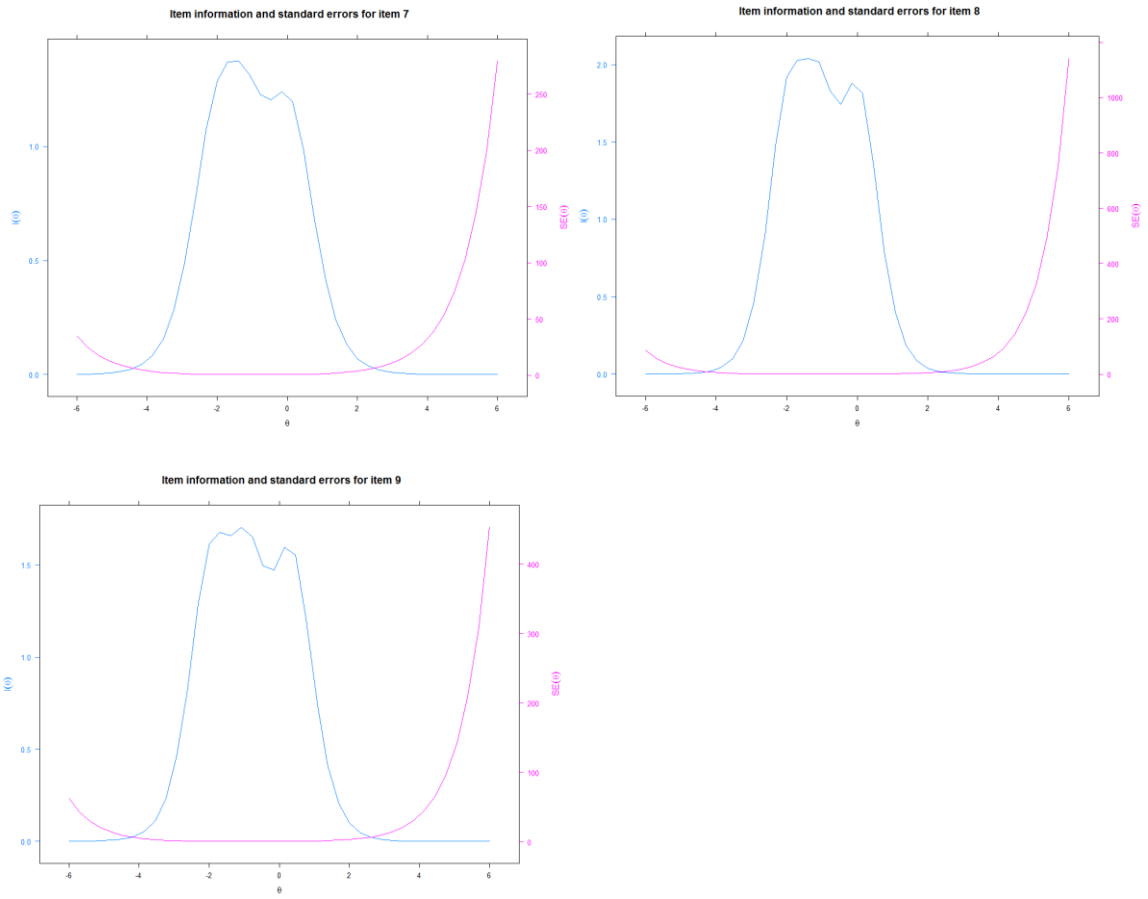 Item information and standard errors for item 7
I(θ)
1.0
0.5
0.0
250
200
150
100
50
0
SE(θ)
-6 -4 -2 0 2 4 6
θ
Item information and standard errors for item 8
I(θ)
2.0
1.5
1.0
0.5
0.0
1000
800
600
400
200
0
SE(θ)
-6 -4 -2 0 2 4 6
θ
Item information and standard errors for item 9
I(θ)
1.5
1.0
0.5
0.0
400
300
200
100
0
SE(θ)
-6 -4 -2 0 2 4 6
θ